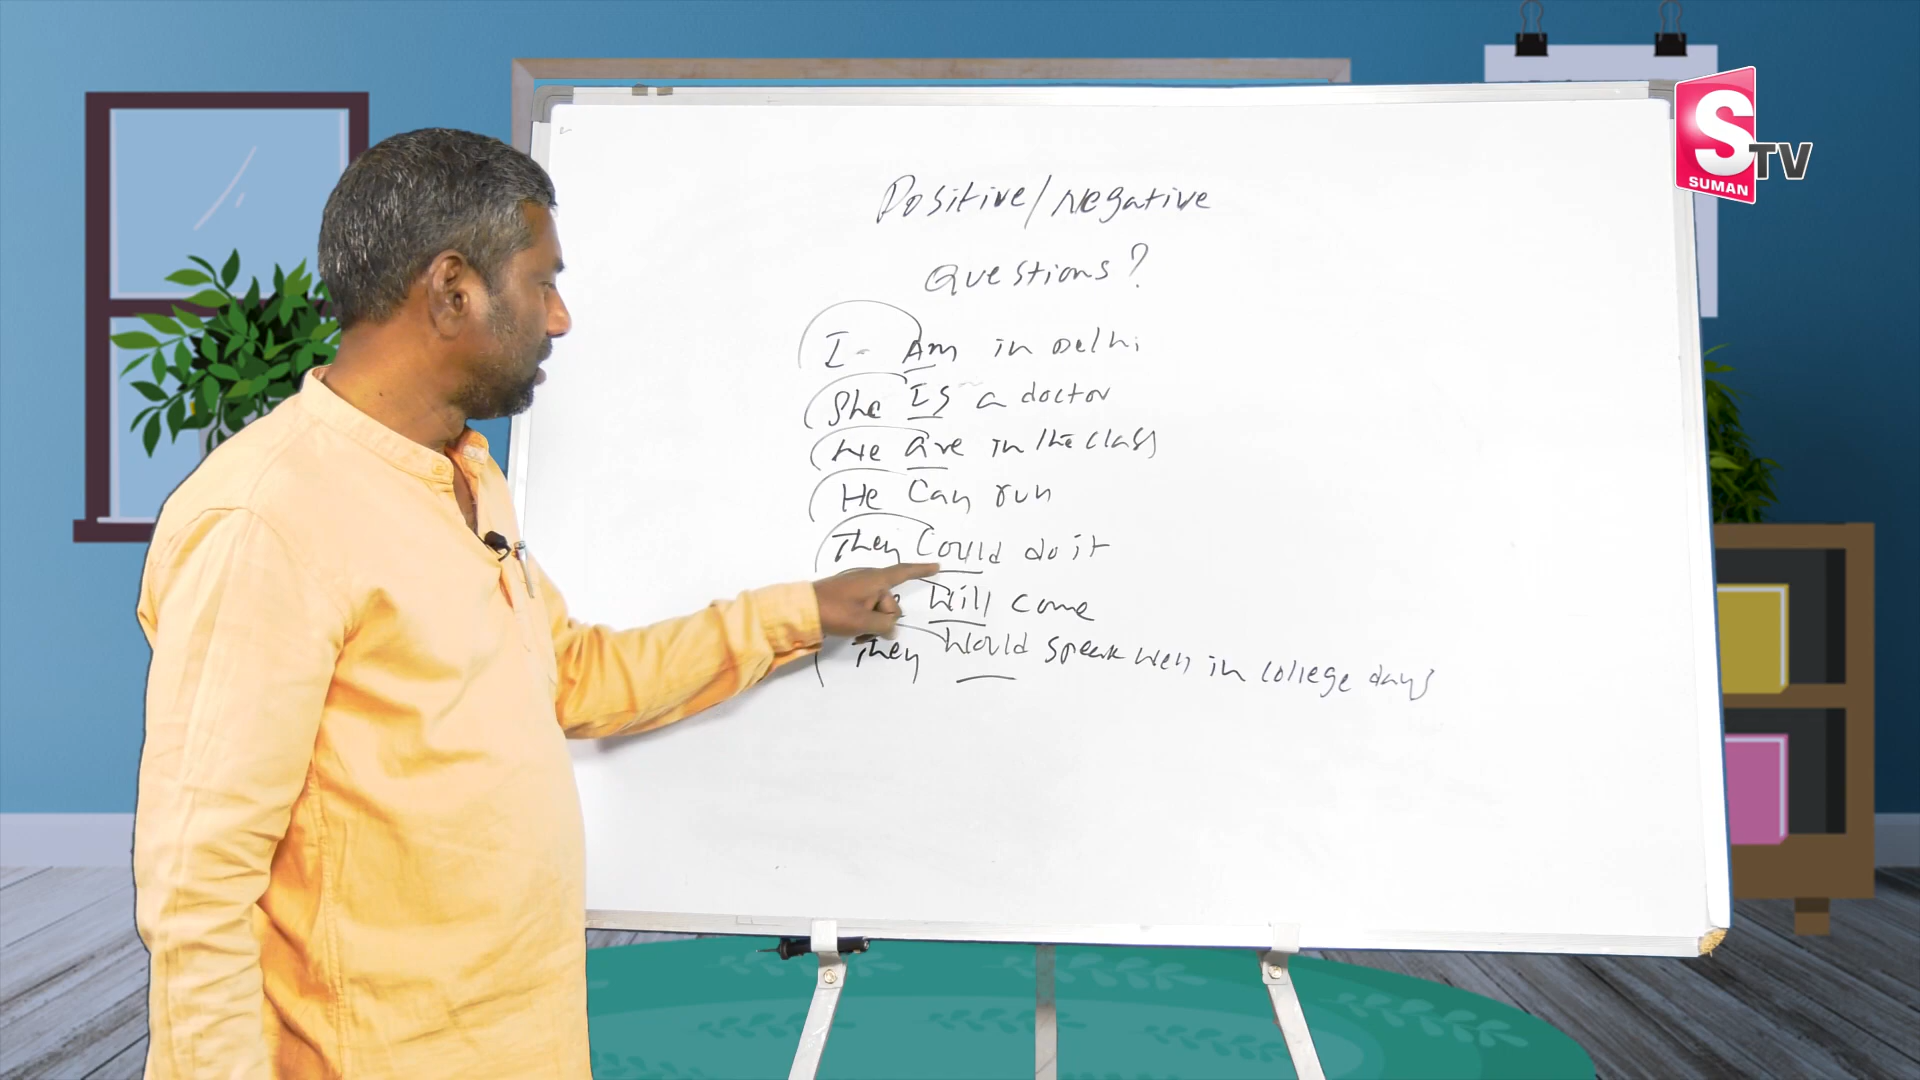 Positive/Negative
Questions?
I - Am in Delhi
She IS a doctor
We are in the class
He Can run
They Could do it
Will come
They Would speak well in college days
S TV
SUMAN